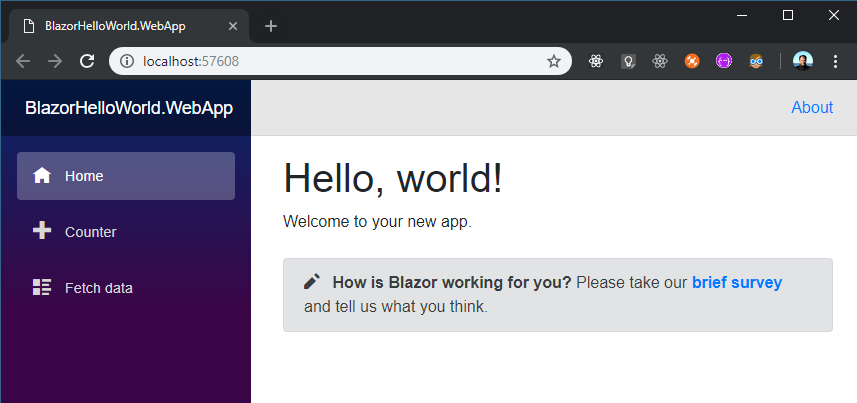 BlazorHelloWorld.WebApp
localhost:57608
BlazorHelloWorld.WebApp
About
Home
Counter
Fetch data
Hello, world!
Welcome to your new app.
How is Blazor working for you? Please take our brief survey
and tell us what you think.